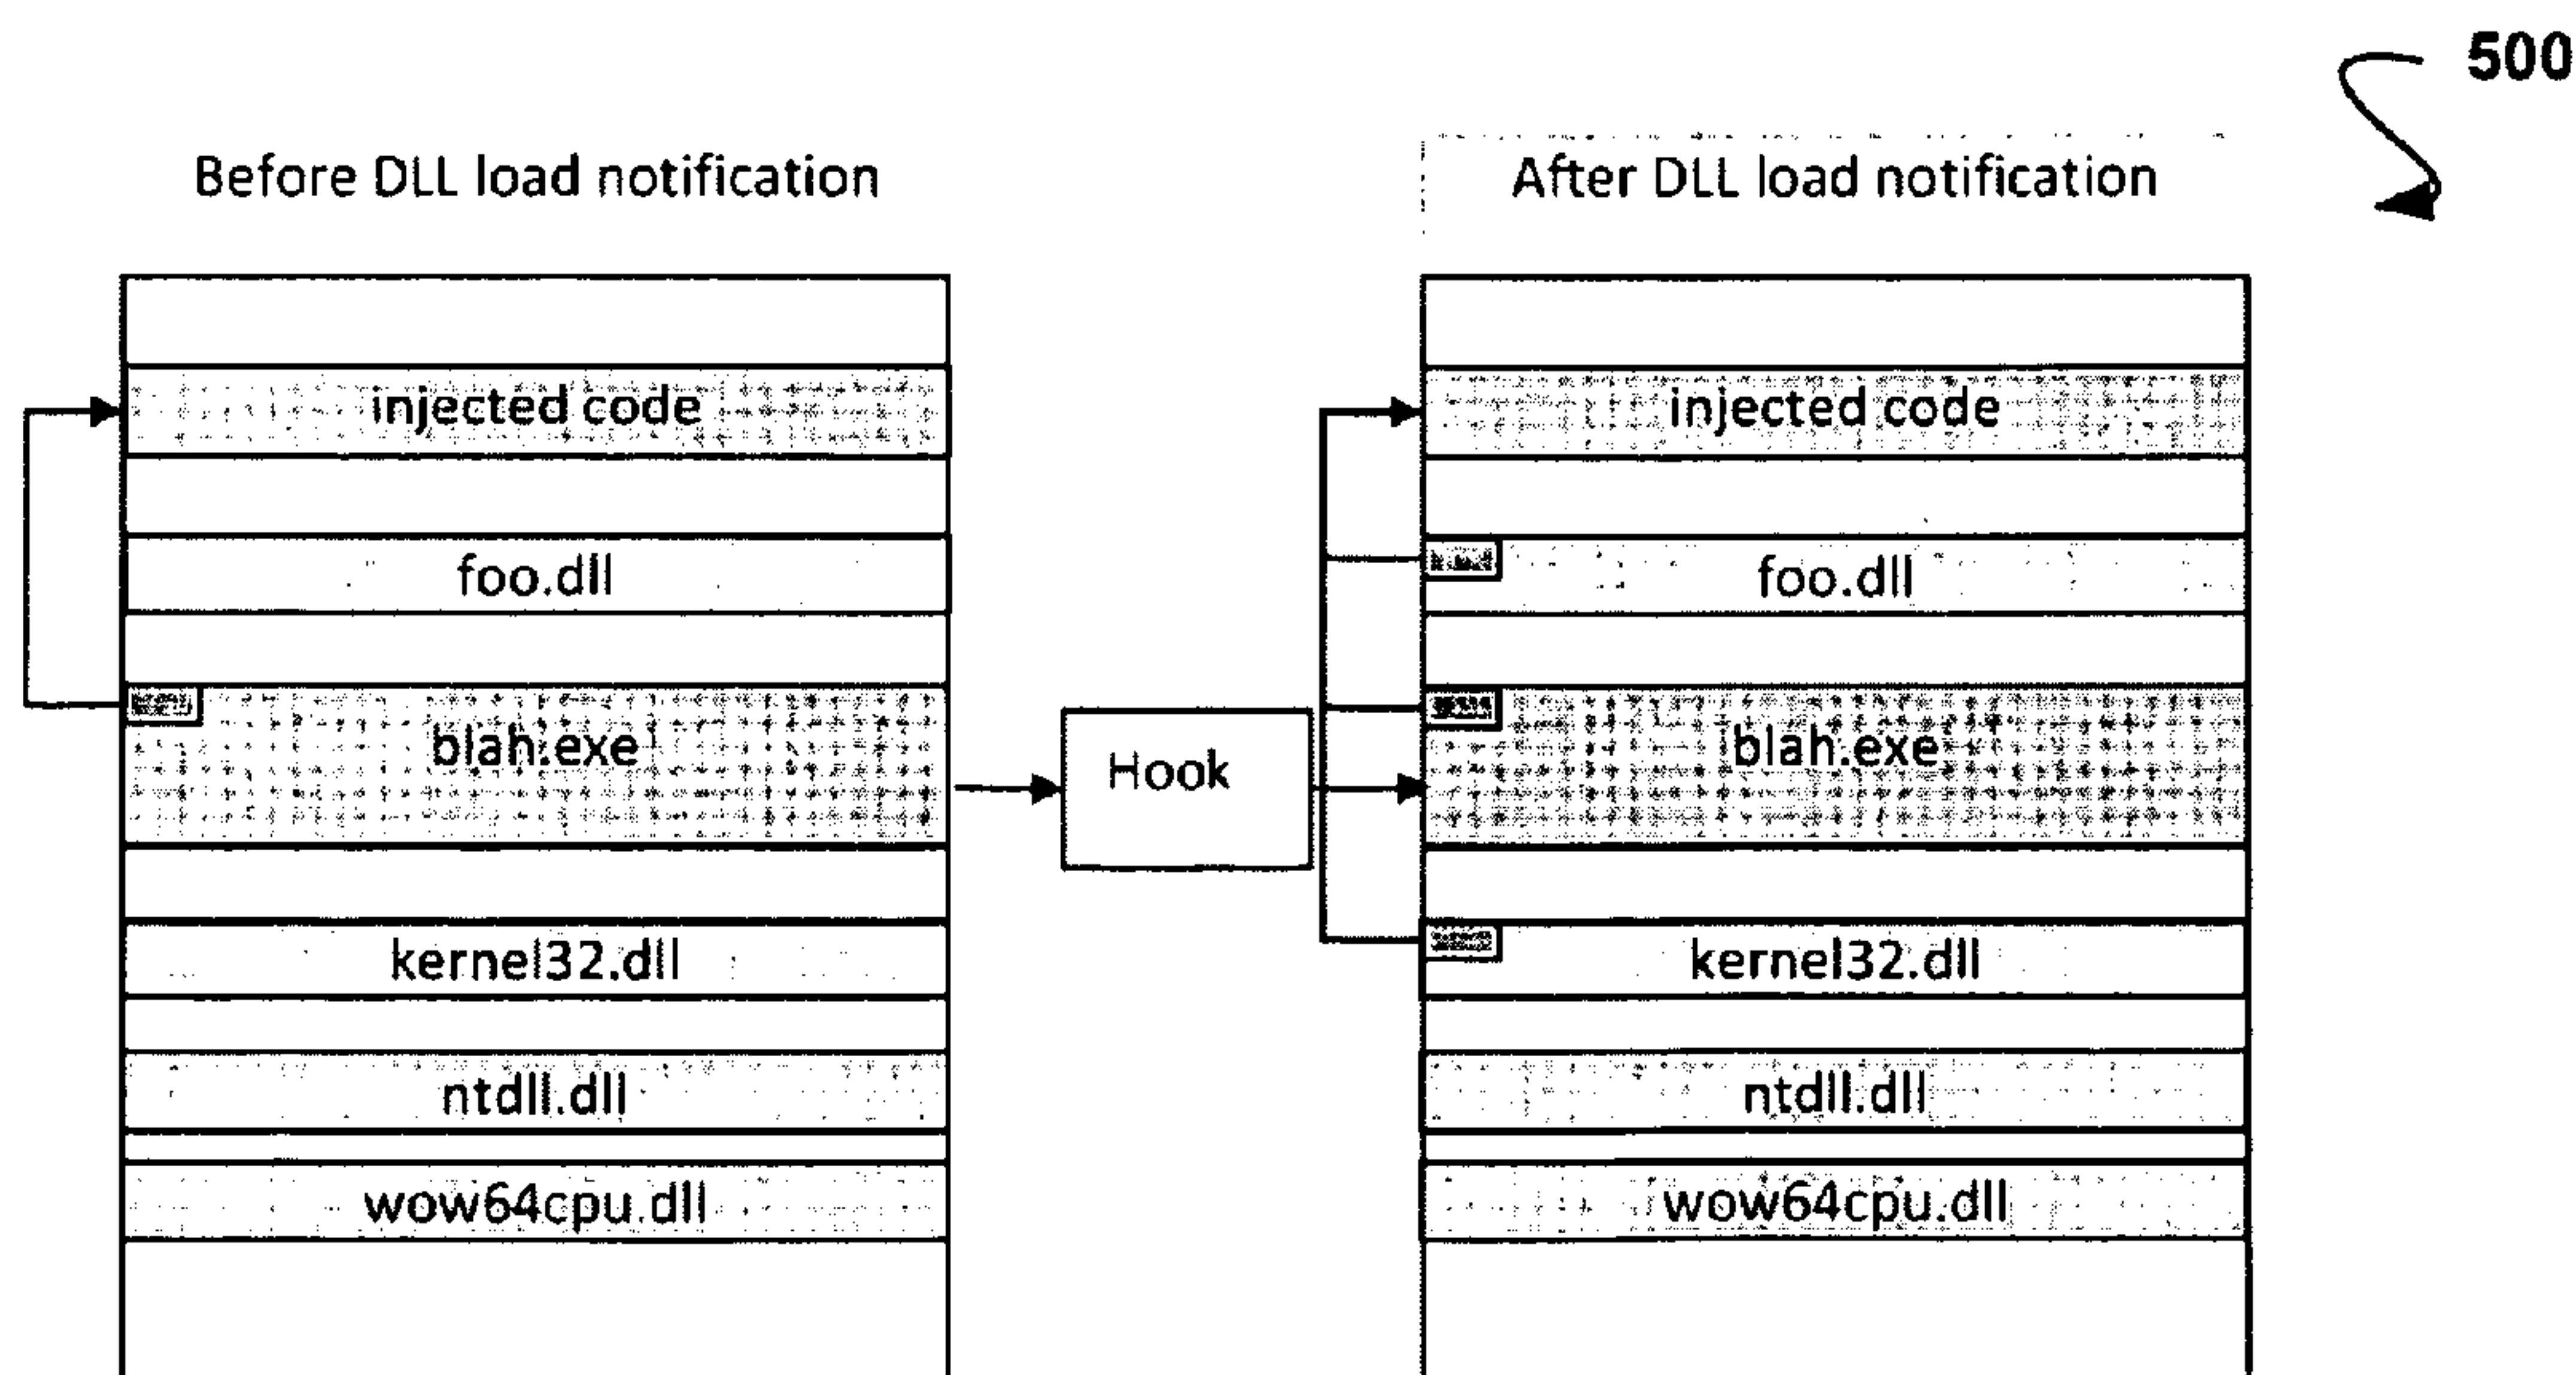 500
Before DLL load notification
After DLL load notification
injected code
foo.dll
blah.exe
kernel32.dll
ntdll.dll
wow64cpu.dll
Hook
injected code
foo.dll
blah.exe
kernel32.dll
ntdll.dll
wow64cpu.dll